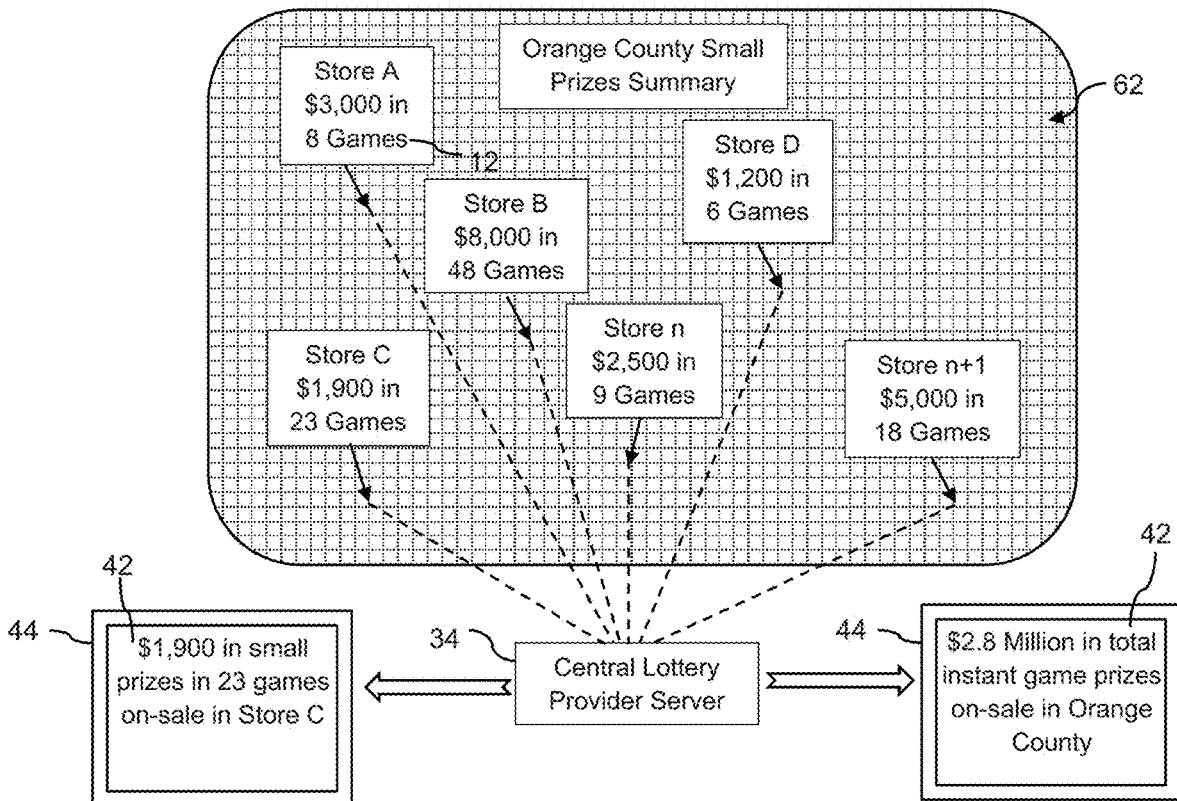 Orange County Small
Prizes Summary
62
Store A
$3,000 in
8 Games
12
Store D
$1,200 in
6 Games
Store B
$8,000 in
48 Games
Store n
$2,500 in
9 Games
Store C
$1,900 in
23 Games
Store n+1
$5,000 in
18 Games
42
44
$1,900 in small
prizes in 23 games
on-sale in Store C
34
Central Lottery
Provider Server
42
44
$2.8 Million in total
instant game prizes
on-sale in Orange
County